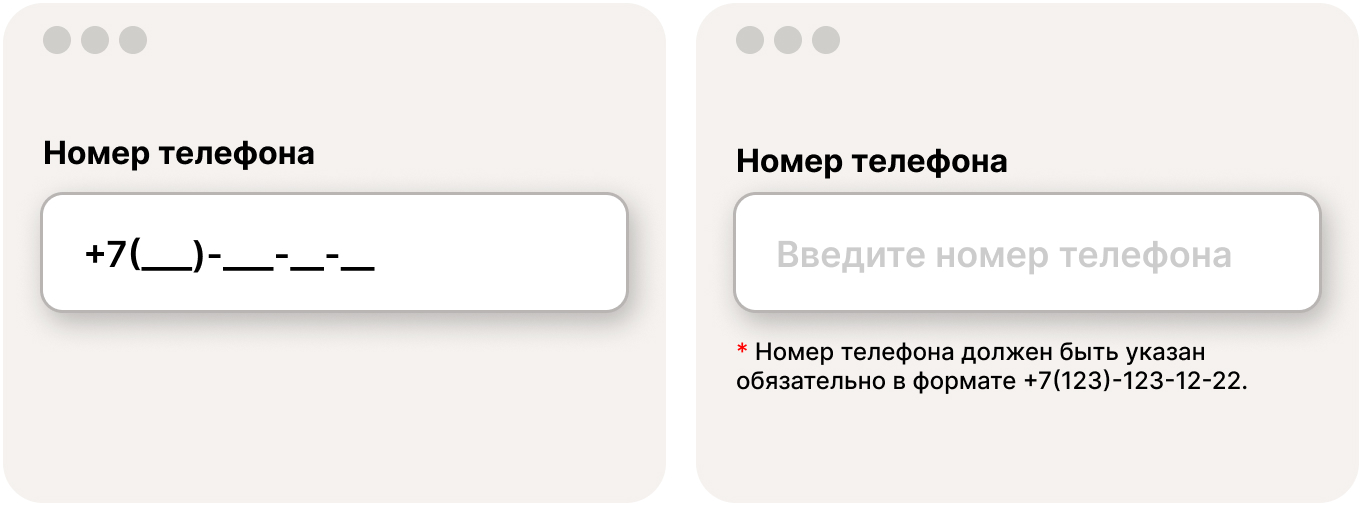 Номер телефона
+7(___)-___-__-__
Номер телефона
Введите номер телефона
* Номер телефона должен быть указан
обязательно в формате +7(123)-123-12-22.